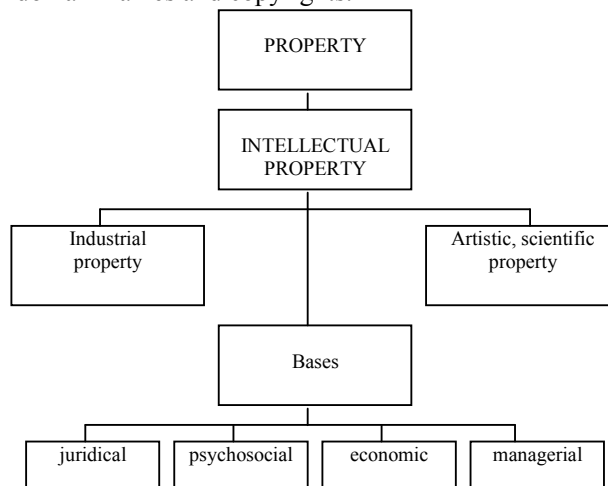 PROPERTY
INTELLECTUAL
PROPERTY
Industrial
property
Artistic, scientific
property
Bases
juridical
psychosocial
economic
managerial